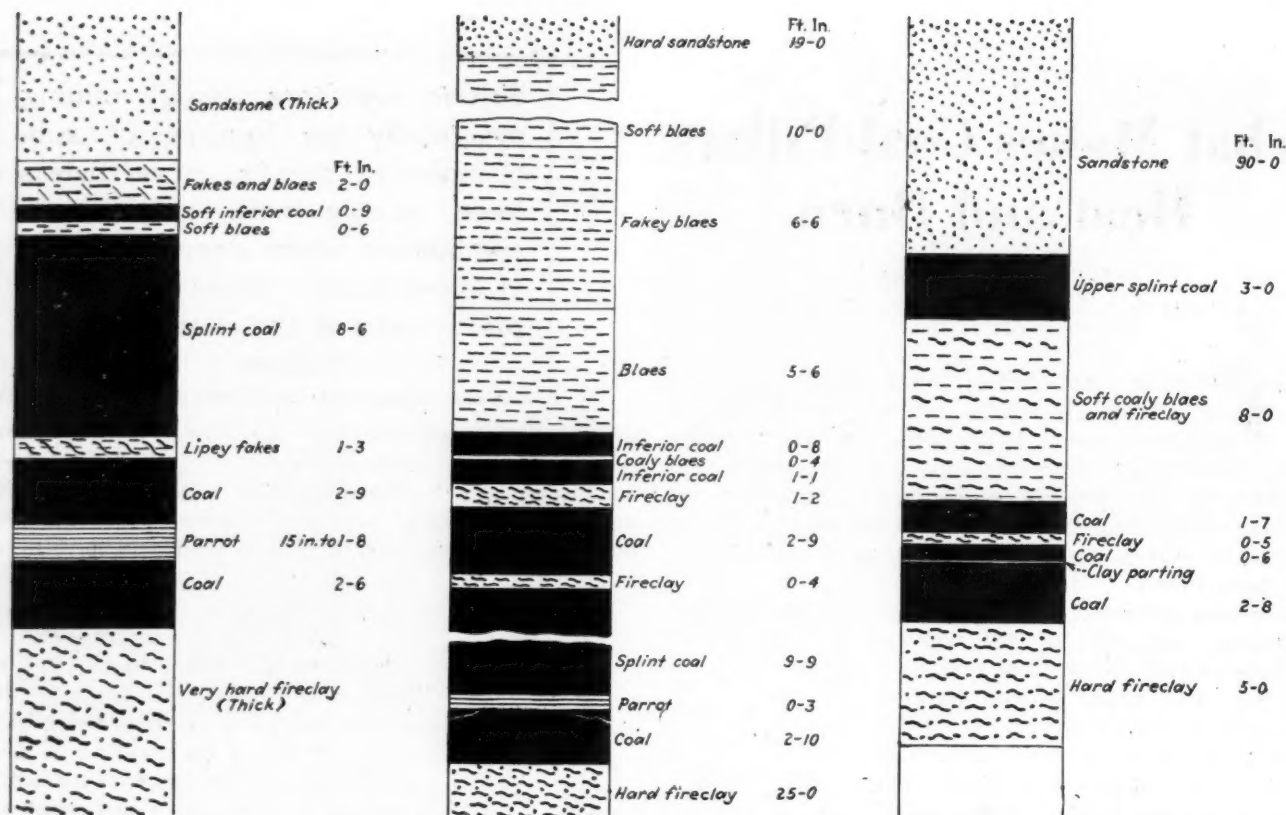 Sandstone (Thick)
Ft. In.
Fakes and blaes 2-0
Soft inferior coal 0-9
Soft blaes 0-6
Splint coal 8-6
Lipey fakes 1-3
Coal 2-9
Parrot 15 in. to 1-8
Coal 2-6
Very hard fireclay
(Thick)
Ft. In.
Hard sandstone 19-0
Soft blaes 10-0
Fakey blaes 6-6
Blaes 5-6
Inferior coal 0-8
Coaly blaes 0-4
Inferior coal 1-1
Fireclay 1-2
Coal 2-9
Fireclay 0-4
Splint coal 9-9
Parrot 0-3
Coal 2-10
Hard fireclay 25-0
Ft. In.
Sandstone 90-0
Upper splint coal 3-0
Soft coaly blaes
and fireclay 8-0
Coal 1-7
Fireclay 0-5
Coal 0-6
Clay parting
Coal 2-8
Hard fireclay 5-0